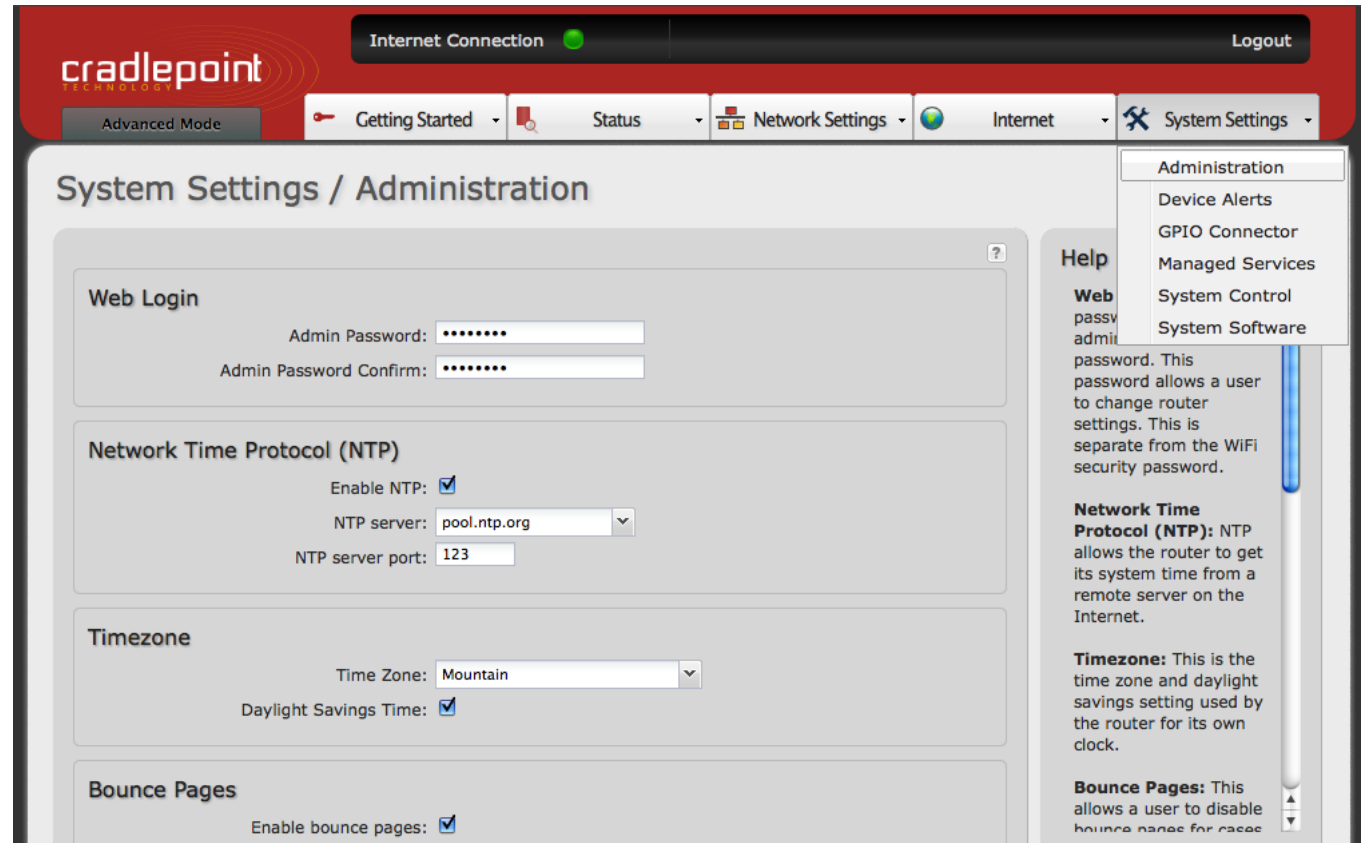 Internet Connection
Logout
cradlepoint
TECHNOLOGY
Advanced Mode
Getting Started
Status
Network Settings
Internet
System Settings
Administration
Device Alerts
GPIO Connector
Managed Services
System Control
System Software
System Settings / Administration
?
Web Login
Admin Password: ••••••••
Admin Password Confirm: ••••••••
Network Time Protocol (NTP)
Enable NTP:
NTP server: pool.ntp.org
NTP server port: 123
Timezone
Time Zone: Mountain
Daylight Savings Time:
Bounce Pages
Enable bounce pages:
Help
Web
password. This
password allows a user
to change router
settings. This is
separate from the WiFi
security password.
Network Time
Protocol (NTP): NTP
allows the router to get
its system time from a
remote server on the
Internet.
Timezone: This is the
time zone and daylight
savings setting used by
the router for its own
clock.
Bounce Pages: This
allows a user to disable
bounce pages for cases